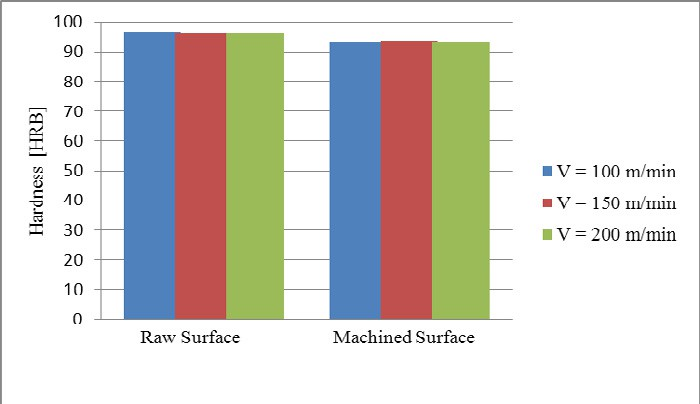 100
90
80
70
60
50
40
30
20
10
0
Hardness [HRB]
Raw Surface
Machined Surface
V = 100 m/min
V = 150 m/min
V = 200 m/min